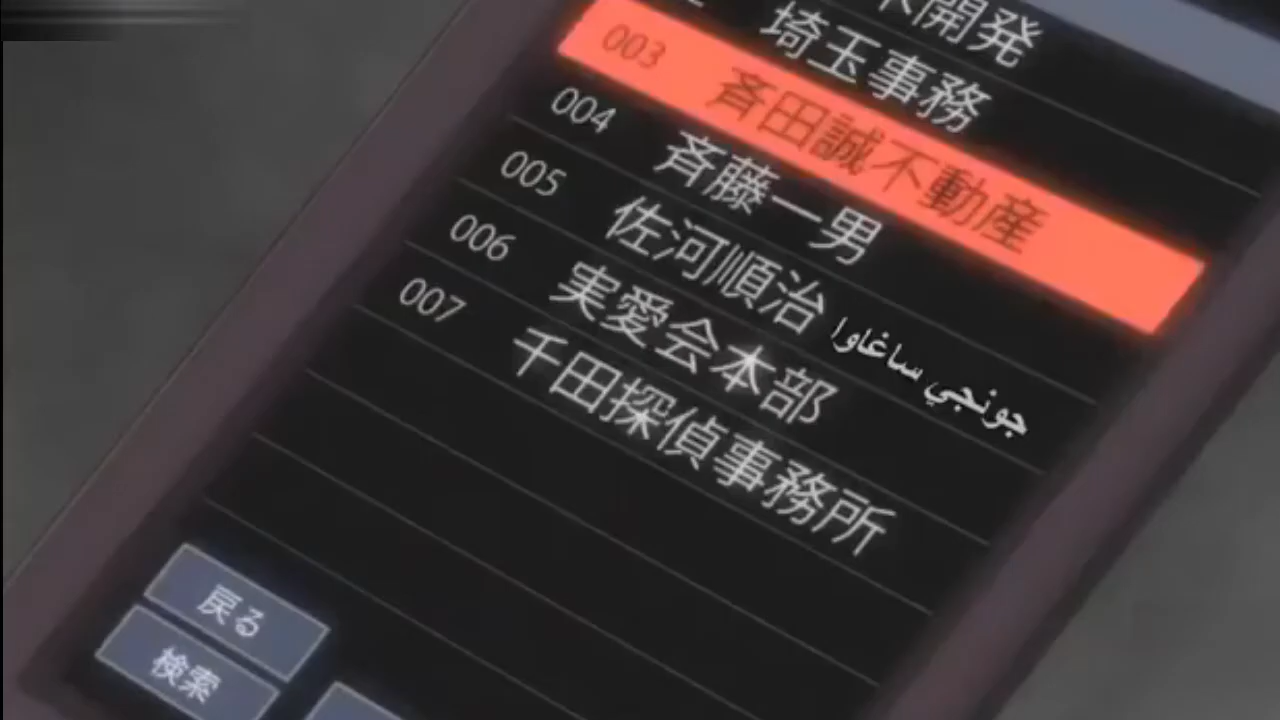 開発
埼玉事務
003 斉田誠不動産
004 斉藤一男
005 佐河順治 جونجي ساغاوا
006 実愛会本部
007 千田探偵事務所
戻る
検索